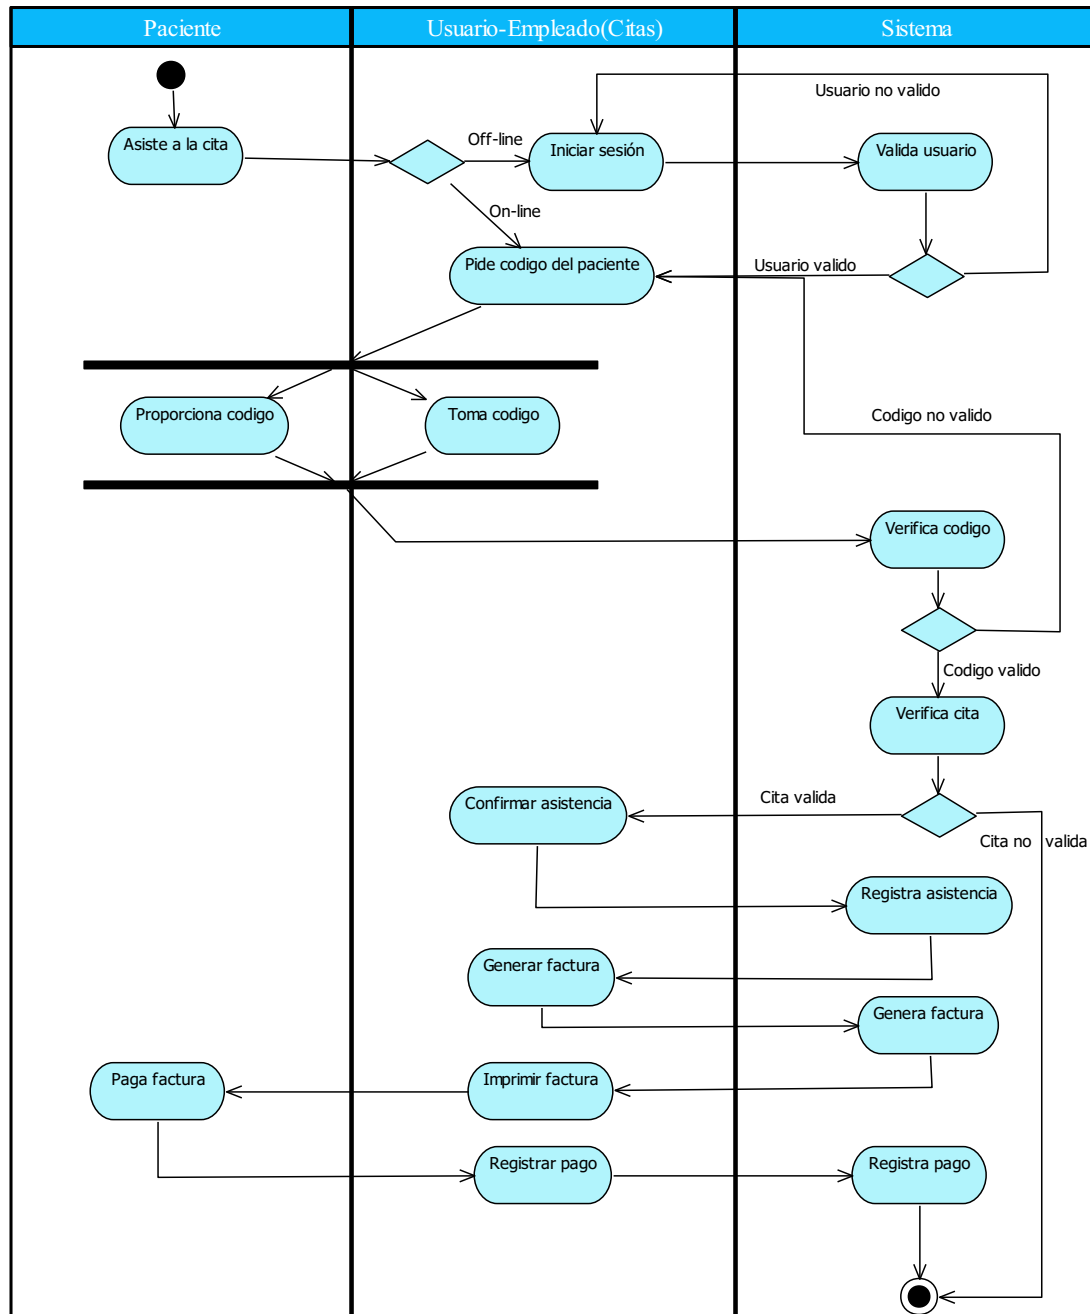 Paciente
Usuario-Empleado(Citas)
Sistema
Usuario no valido
Asiste a la cita
Off-line
Iniciar sesión
Valida usuario
On-line
Pide codigo del paciente
Usuario valido
Proporciona codigo
Toma codigo
Codigo no valido
Verifica codigo
Codigo valido
Verifica cita
Confirmar asistencia
Cita valida
Cita no valida
Registra asistencia
Generar factura
Genera factura
Paga factura
Imprimir factura
Registrar pago
Registra pago